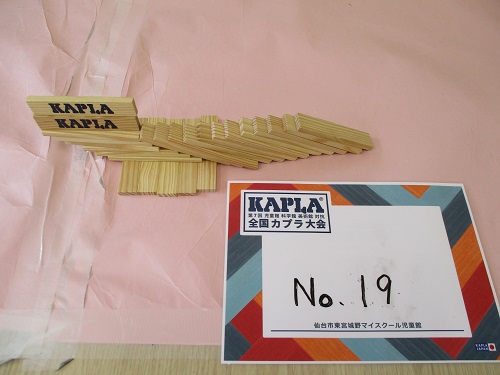 KAPLA
KAPLA
KAPLA®
第7回 児童館 科学館 美術館 対抗
全国カプラ大会
No. 19
仙台市東宮城野マイスクール児童館
KAPLA
JAPAN